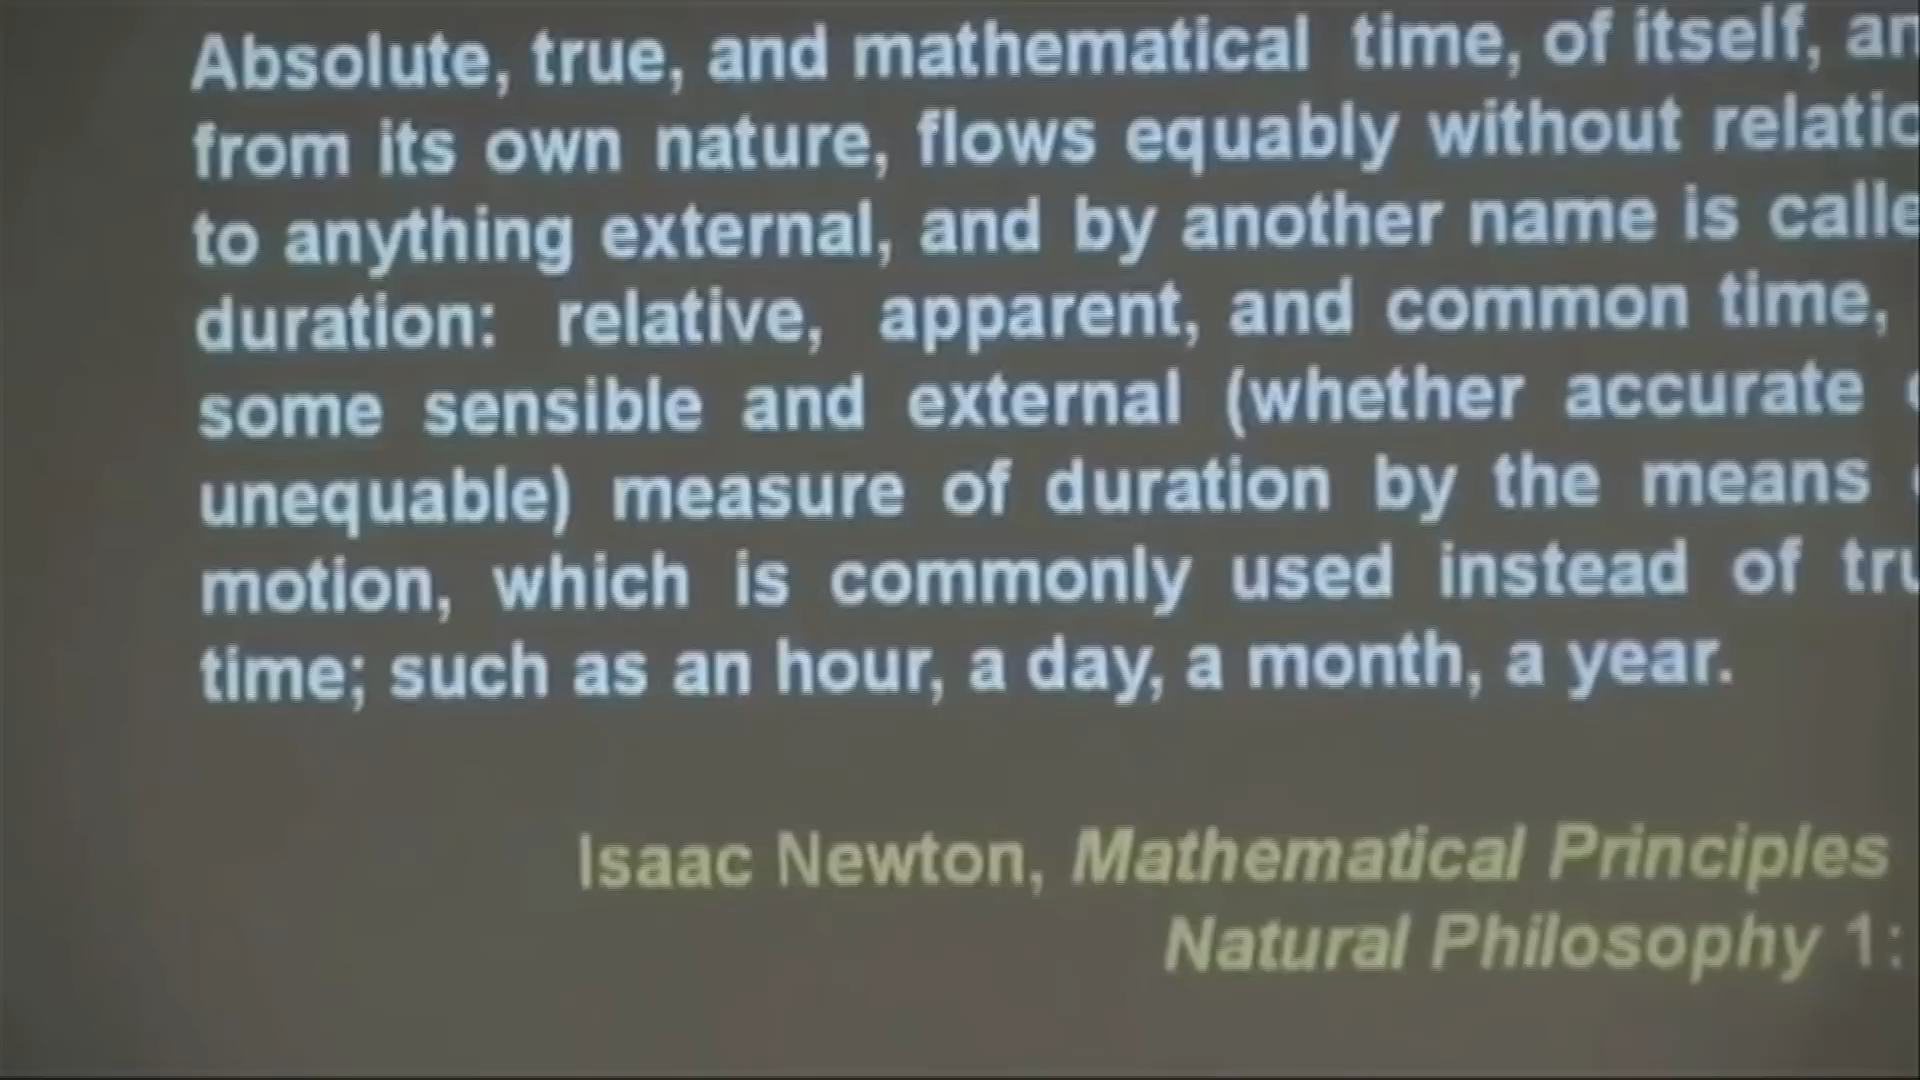 Absolute, true, and mathematical time, of itself, an
from its own nature, flows equably without relatio
to anything external, and by another name is calle
duration: relative, apparent, and common time,
some sensible and external (whether accurate
unequable) measure of duration by the means
motion, which is commonly used instead of tru
time; such as an hour, a day, a month, a year.
Isaac Newton, Mathematical Principles
Natural Philosophy 1: